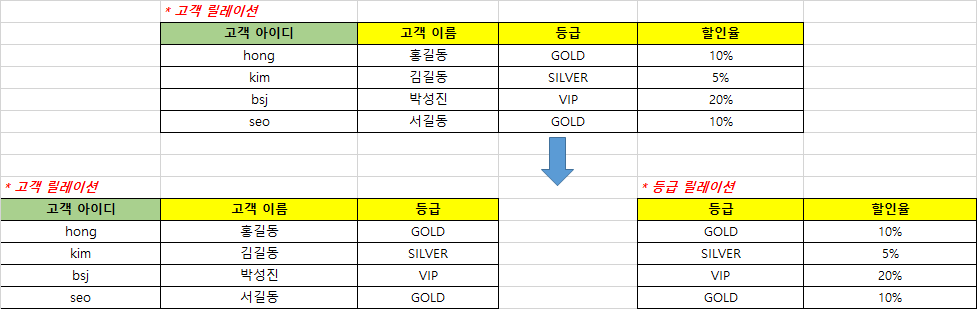 * 고객 릴레이션
고객 아이디 고객 이름 등급 할인율
hong 홍길동 GOLD 10%
kim 김길동 SILVER 5%
bsj 박성진 VIP 20%
seo 서길동 GOLD 10%
* 고객 릴레이션 * 등급 릴레이션
고객 아이디 고객 이름 등급 등급 할인율
hong 홍길동 GOLD GOLD 10%
kim 김길동 SILVER SILVER 5%
bsj 박성진 VIP VIP 20%
seo 서길동 GOLD GOLD 10%